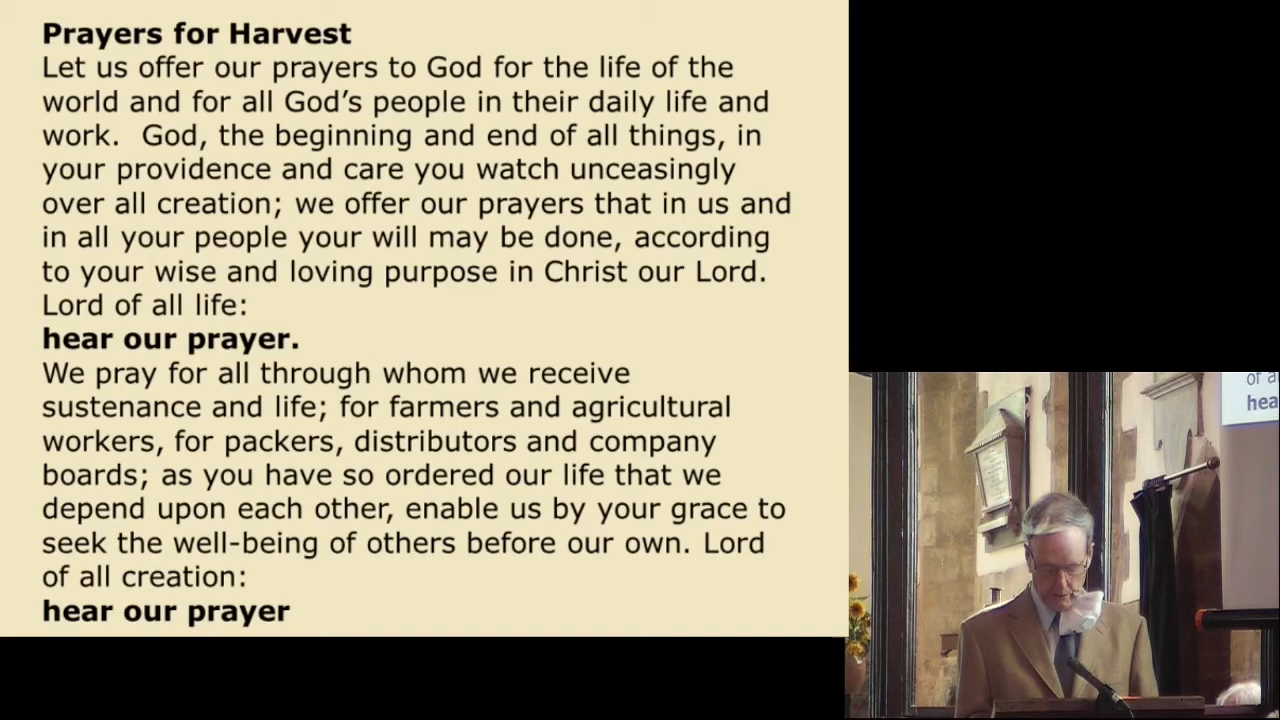 Prayers for Harvest
Let us offer our prayers to God for the life of the
world and for all God’s people in their daily life and
work.  God, the beginning and end of all things, in
your providence and care you watch unceasingly
over all creation; we offer our prayers that in us and
in all your people your will may be done, according
to your wise and loving purpose in Christ our Lord.
Lord of all life:
hear our prayer.
We pray for all through whom we receive
sustenance and life; for farmers and agricultural
workers, for packers, distributors and company
boards; as you have so ordered our life that we
depend upon each other, enable us by your grace to
seek the well-being of others before our own. Lord
of all creation:
hear our prayer
of a
hea